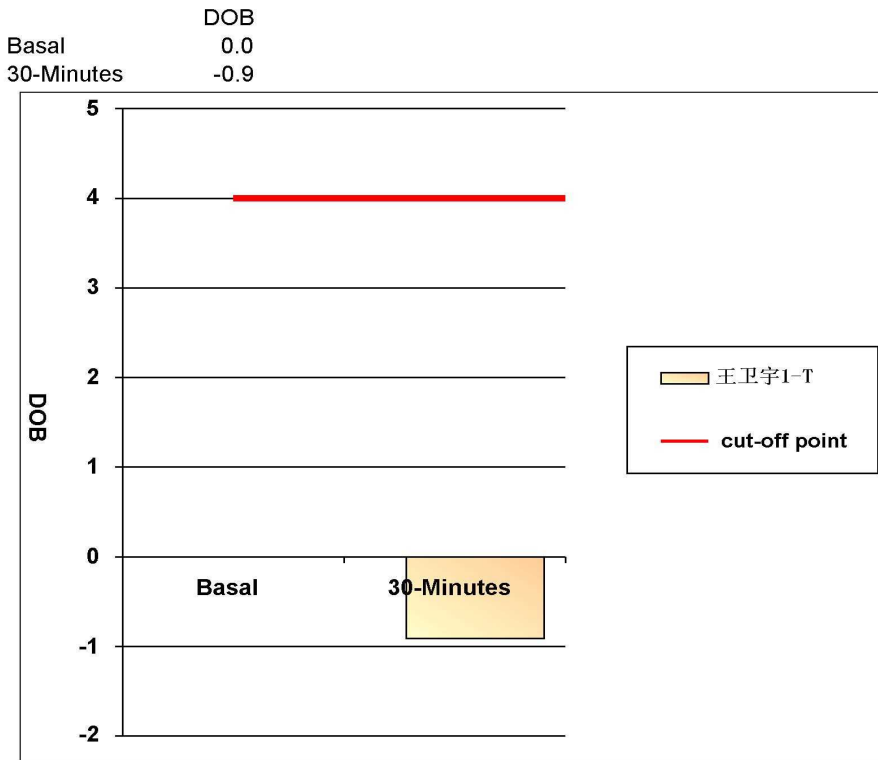 DOB
Basal 0.0
30-Minutes -0.9
5
4
3
2
1
0
-1
-2
DOB
Basal 30-Minutes
王卫宇1-T
cut-off point